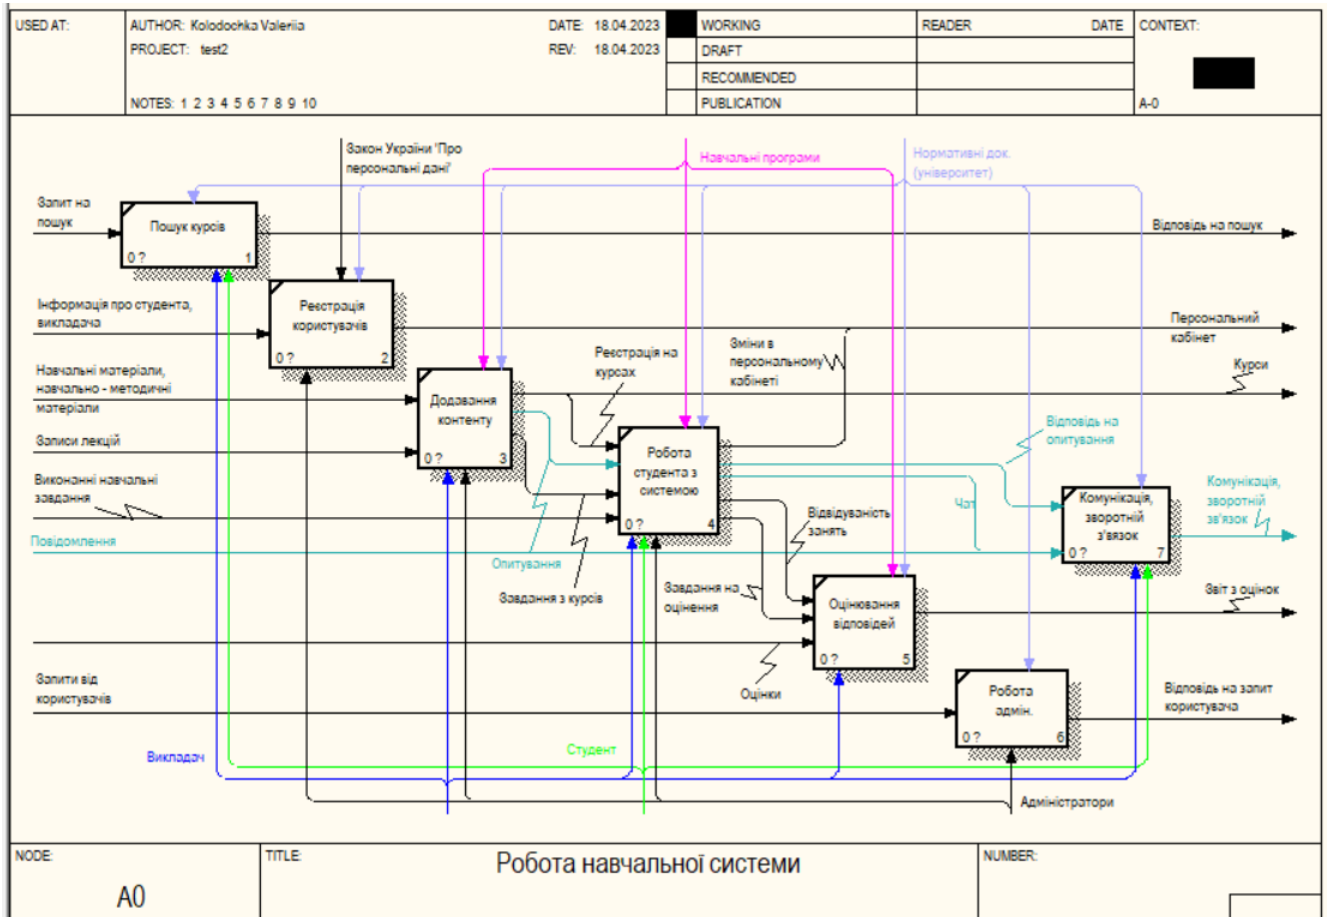 USED AT:
AUTHOR: Kolodochka Valeriia
DATE: 18.04.2023
WORKING
READER
DATE
CONTEXT:
PROJECT: test2
REV: 18.04.2023
DRAFT
RECOMMENDED
NOTES: 1 2 3 4 5 6 7 8 9 10
PUBLICATION
A-0
Закон України 'Про
персональні дані'
Навчальні програми
Нормативні док.
(університет)
Запит на
пошук
Пошук курсів
0 ?
1
Відповідь на пошук
Інформація про студента,
викладача
Реєстрація
користувачів
0 ?
2
Персональний
кабінет
Навчальні матеріали,
навчально - методичні
матеріали
Додавання
контенту
0 ?
3
Реєстрація на
курсах
Зміни в
персональному
кабінеті
Курси
Записи лекцій
Робота
студента з
системою
0 ?
4
Відповідь на
опитування
Виконанні навчальні
завдання
Відвідуваність
занять
Чат
Комунікація,
зворотній
з'вязок
0 ?
7
Комунікація,
зворотній
зв'язок
Повідомлення
Опитування
Завдання з курсів
Завдання на
оцінення
Оцінювання
відповідей
0 ?
5
Звіт з оцінок
Оцінки
Запити від
користувачів
Робота
адмін.
0 ?
6
Відповідь на запит
користувача
Викладач
Студент
Адміністратори
NODE:
A0
TITLE:
Робота навчальної системи
NUMBER: